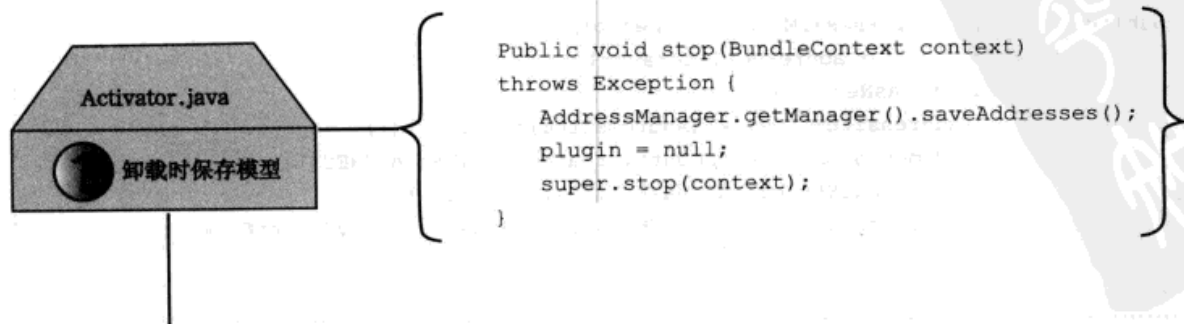 Activator.java
卸载时保存模型
Public void stop(BundleContext context)
throws Exception {
AddressManager.getManager().saveAddresses();
plugin = null;
super.stop(context);
}